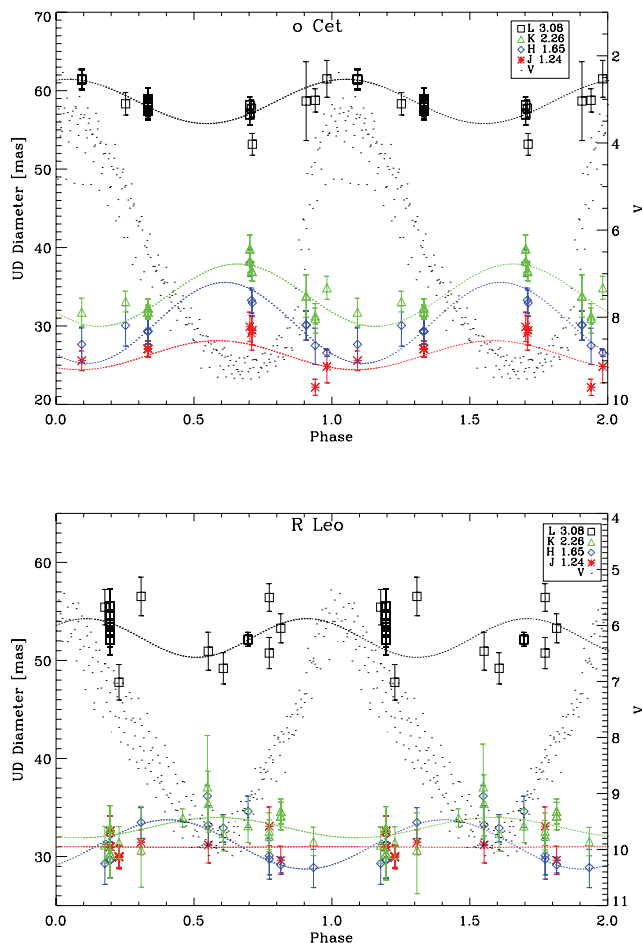 o Cet
L 3.08
K 2.26
H 1.65
J 1.24
V
70
60
50
40
30
20
UD Diameter [mas]
2
4
6
8
10
V
0.0 0.5 1.0 1.5 2.0
Phase
R Leo
L 3.08
K 2.26
H 1.65
J 1.24
V
60
50
40
30
UD Diameter [mas]
4
5
6
7
8
9
10
11
V
0.0 0.5 1.0 1.5 2.0
Phase